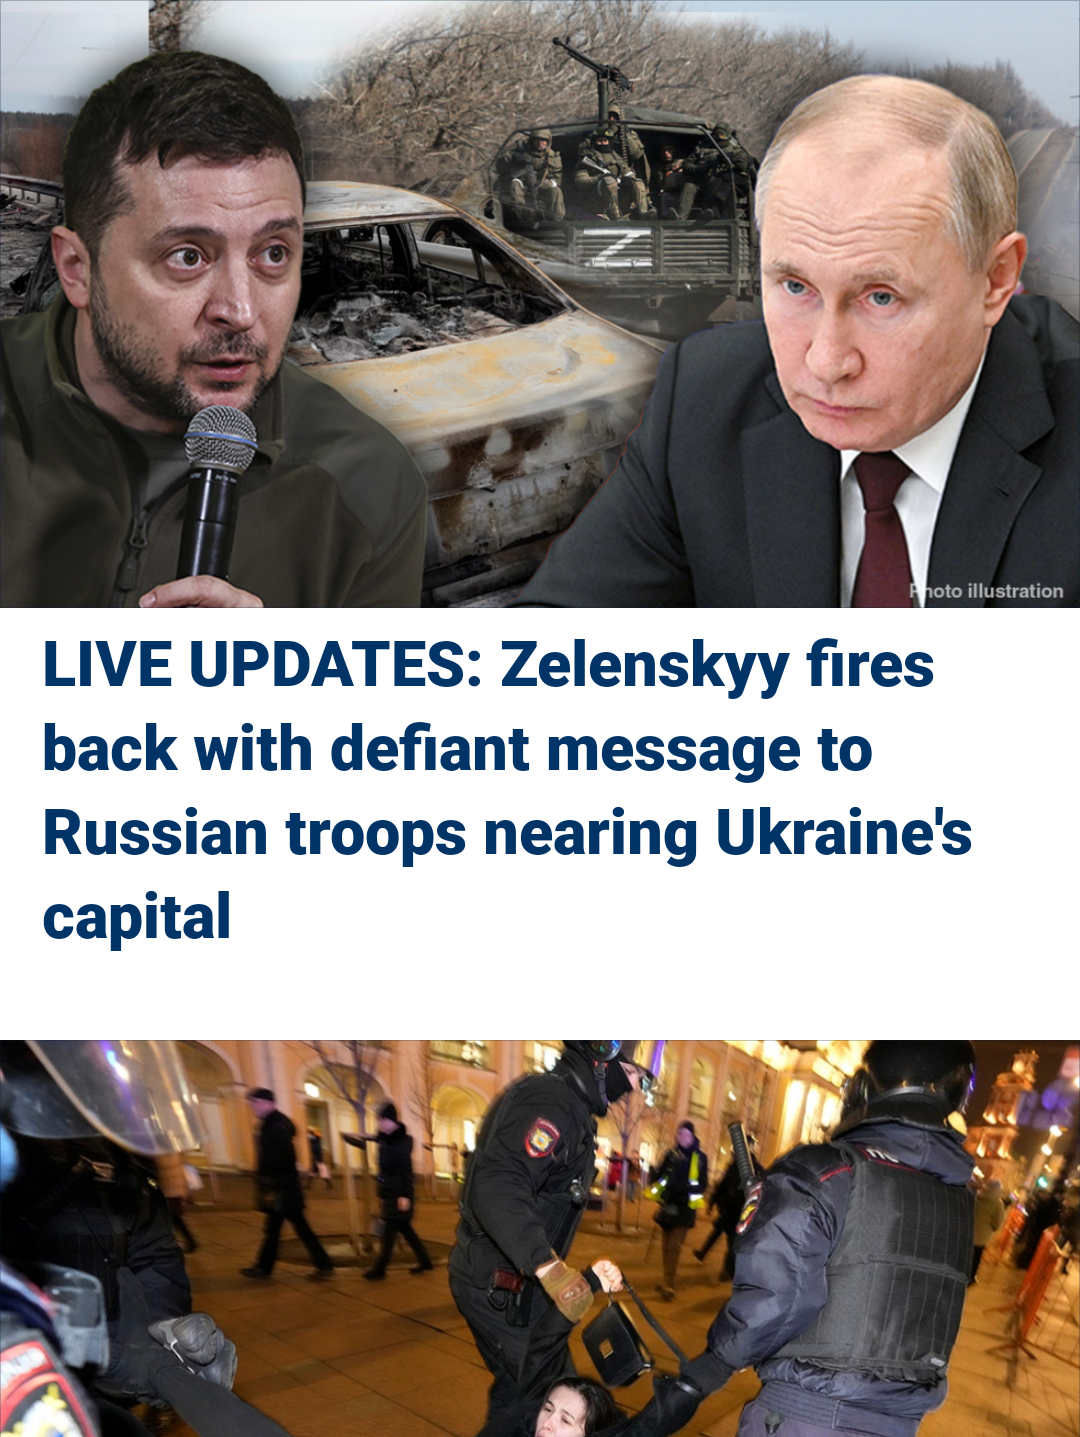 Z
Photo illustration
LIVE UPDATES: Zelenskyy fires
back with defiant message to
Russian troops nearing Ukraine's
capital